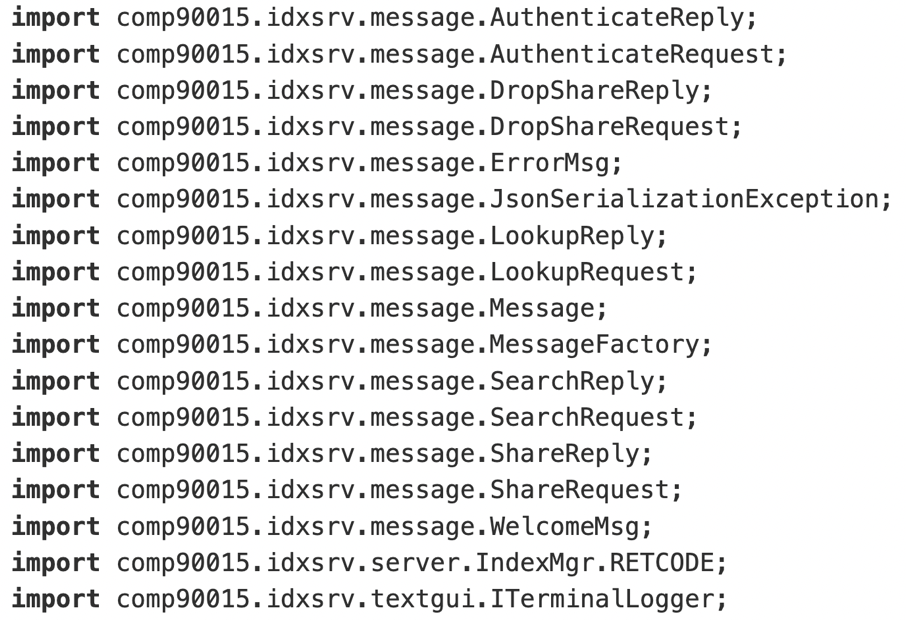 import comp90015.idxsrv.message.AuthenticateReply;
import comp90015.idxsrv.message.AuthenticateRequest;
import comp90015.idxsrv.message.DropShareReply;
import comp90015.idxsrv.message.DropShareRequest;
import comp90015.idxsrv.message.ErrorMsg;
import comp90015.idxsrv.message.JsonSerializationException;
import comp90015.idxsrv.message.LookupReply;
import comp90015.idxsrv.message.LookupRequest;
import comp90015.idxsrv.message.Message;
import comp90015.idxsrv.message.MessageFactory;
import comp90015.idxsrv.message.SearchReply;
import comp90015.idxsrv.message.SearchRequest;
import comp90015.idxsrv.message.ShareReply;
import comp90015.idxsrv.message.ShareRequest;
import comp90015.idxsrv.message.WelcomeMsg;
import comp90015.idxsrv.server.IndexMgr.RETCODE;
import comp90015.idxsrv.textgui.ITerminalLogger;